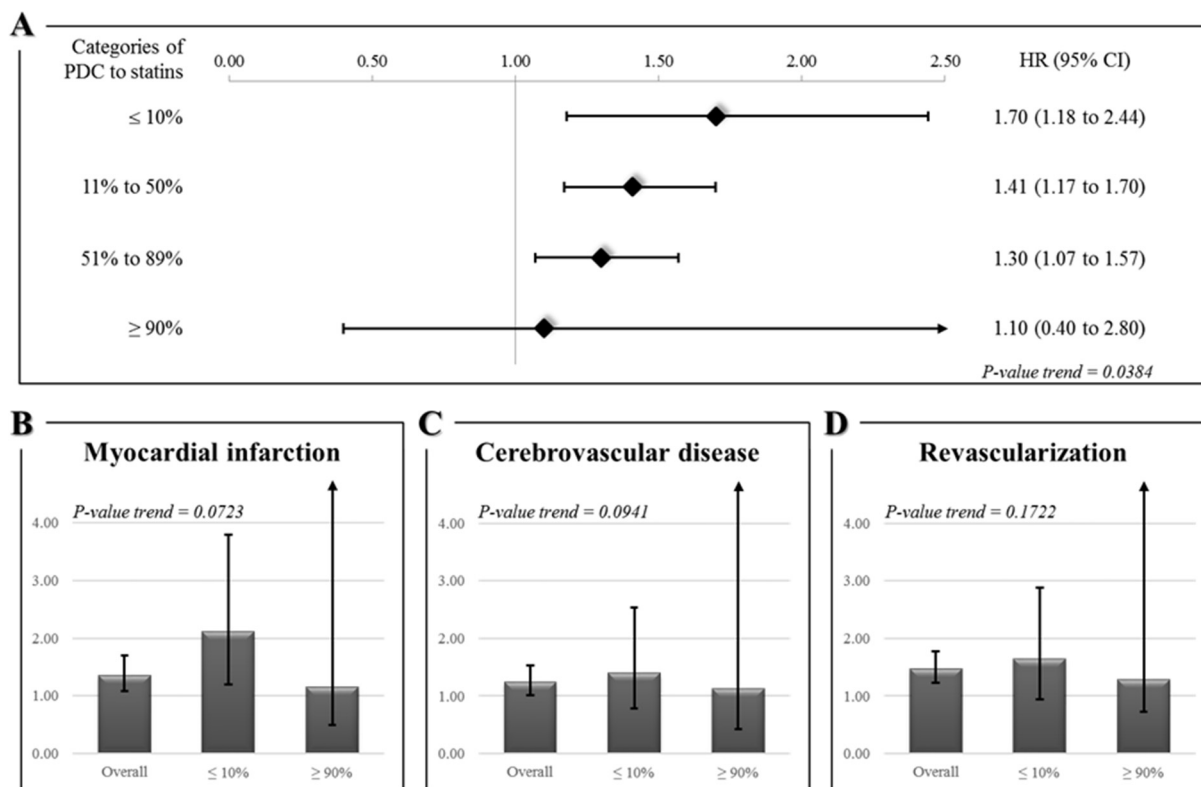 A
Categories of
PDC to statins
0.00 0.50 1.00 1.50 2.00 2.50
HR (95% CI)
≤ 10%
1.70 (1.18 to 2.44)
11% to 50%
1.41 (1.17 to 1.70)
51% to 89%
1.30 (1.07 to 1.57)
≥ 90%
1.10 (0.40 to 2.80)
P-value trend = 0.0384
B
Myocardial infarction
P-value trend = 0.0723
4.00
3.00
2.00
1.00
0.00
Overall ≤ 10% ≥ 90%
C
Cerebrovascular disease
P-value trend = 0.0941
4.00
3.00
2.00
1.00
0.00
Overall ≤ 10% ≥ 90%
D
Revascularization
P-value trend = 0.1722
4.00
3.00
2.00
1.00
0.00
Overall ≤ 10% ≥ 90%